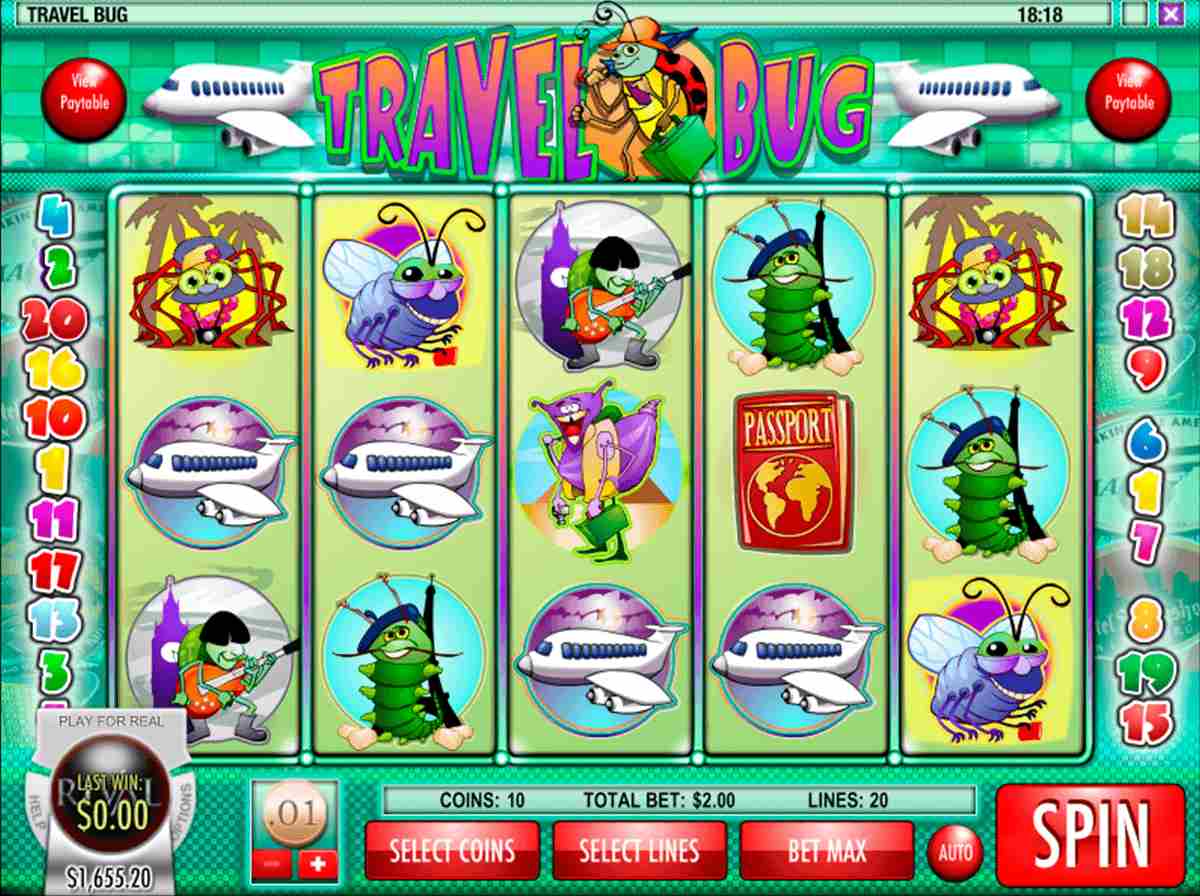 TRAVEL BUG
18:18
View
Paytable
TRAVEL BUG
View
Paytable
4
2
20
16
10
1
11
17
13
3
14
18
12
9
6
1
7
8
19
15
PASSPORT
PLAY FOR REAL
RIVAL
LAST WIN:
$0.00
HELP
OPTIONS
$1,655.20
.01
- +
COINS: 10 TOTAL BET: $2.00 LINES: 20
SELECT COINS
SELECT LINES
BET MAX
AUTO
SPIN